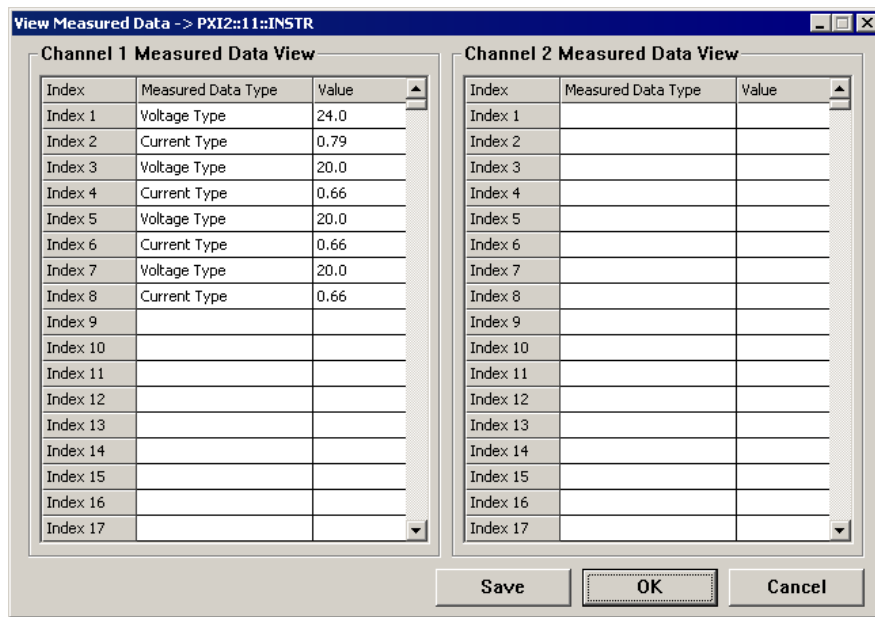 View Measured Data -> PXI2::11::INSTR
Channel 1 Measured Data View
Index Measured Data Type Value
Index 1 Voltage Type 24.0
Index 2 Current Type 0.79
Index 3 Voltage Type 20.0
Index 4 Current Type 0.66
Index 5 Voltage Type 20.0
Index 6 Current Type 0.66
Index 7 Voltage Type 20.0
Index 8 Current Type 0.66
Index 9
Index 10
Index 11
Index 12
Index 13
Index 14
Index 15
Index 16
Index 17
Channel 2 Measured Data View
Index Measured Data Type Value
Index 1
Index 2
Index 3
Index 4
Index 5
Index 6
Index 7
Index 8
Index 9
Index 10
Index 11
Index 12
Index 13
Index 14
Index 15
Index 16
Index 17
Save OK Cancel